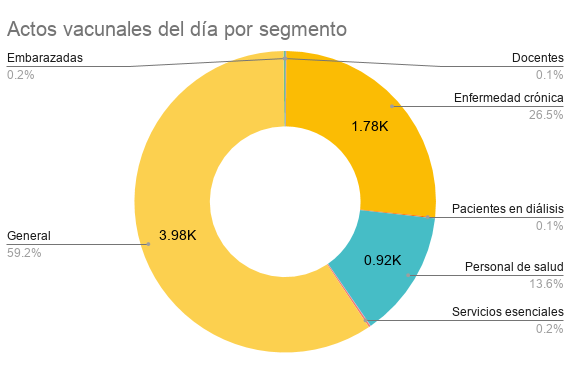 Actos vacunales del día por segmento
Embarazadas
0.2%
Docentes
0.1%
Enfermedad crónica
26.5%
1.78K
Pacientes en diálisis
0.1%
General
59.2%
3.98K
0.92K
Personal de salud
13.6%
Servicios esenciales
0.2%